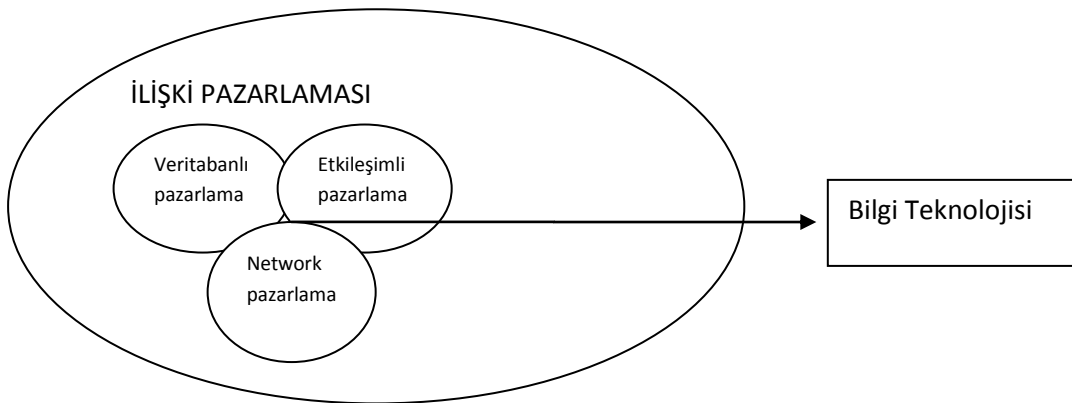 İLİŞKİ PAZARLAMASI
Veritabanlı
pazarlama
Etkileşimli
pazarlama
Network
pazarlama
Bilgi Teknolojisi